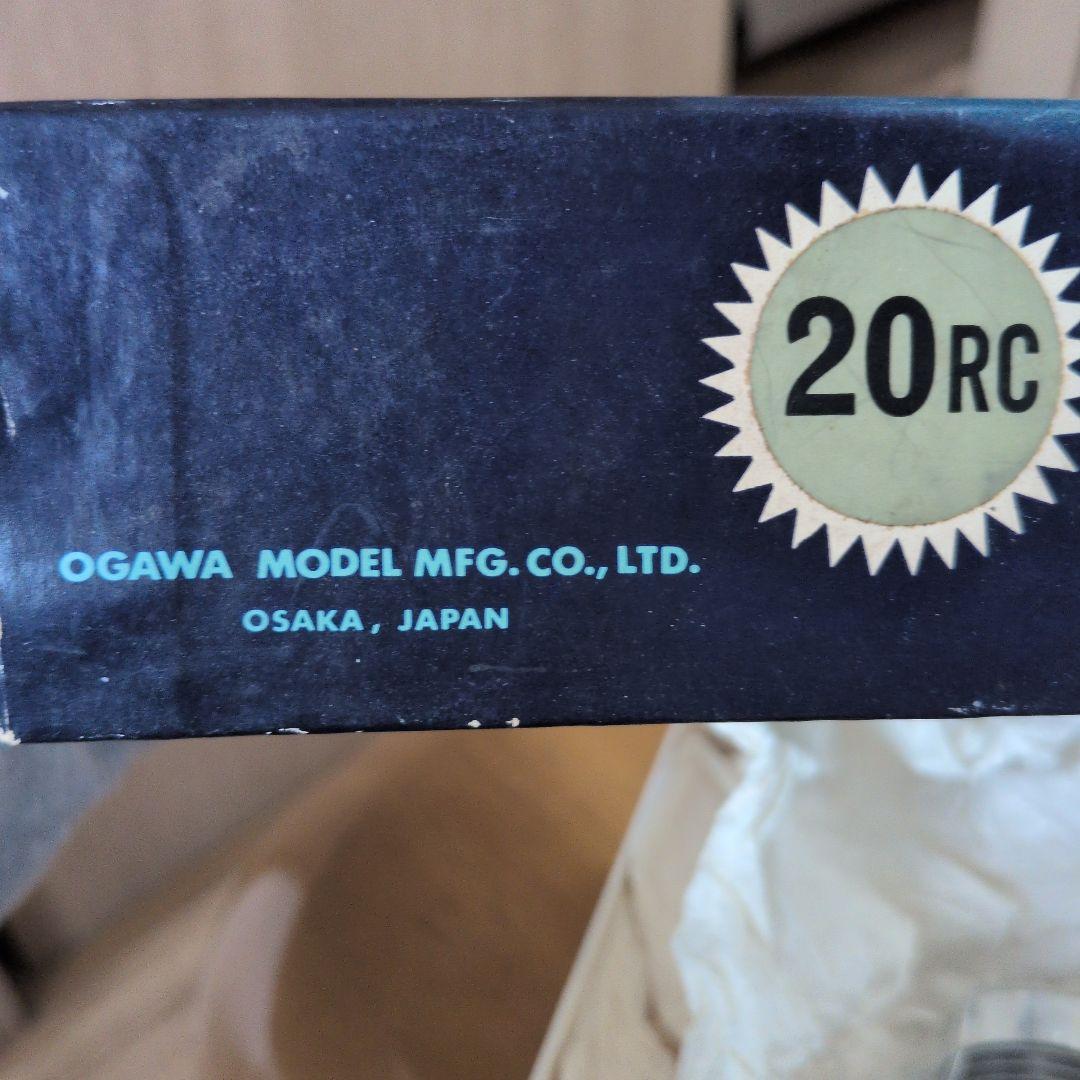 20RC
OGAWA MODEL MFG. CO., LTD.
OSAKA, JAPAN